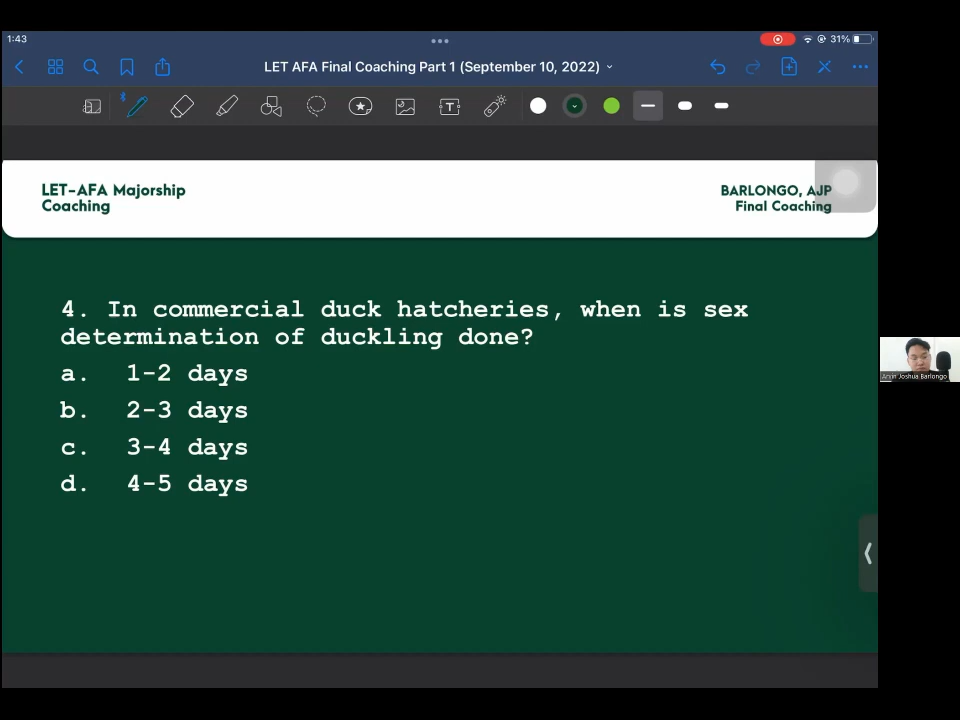 1:43
31%
LET AFA Final Coaching Part 1 (September 10, 2022)
LET-AFA Majorship
Coaching
BARLONGO, AJP
Final Coaching
4. In commercial duck hatcheries, when is sex
determination of duckling done?
a. 1-2 days
b. 2-3 days
c. 3-4 days
d. 4-5 days
Joshua Barlongo